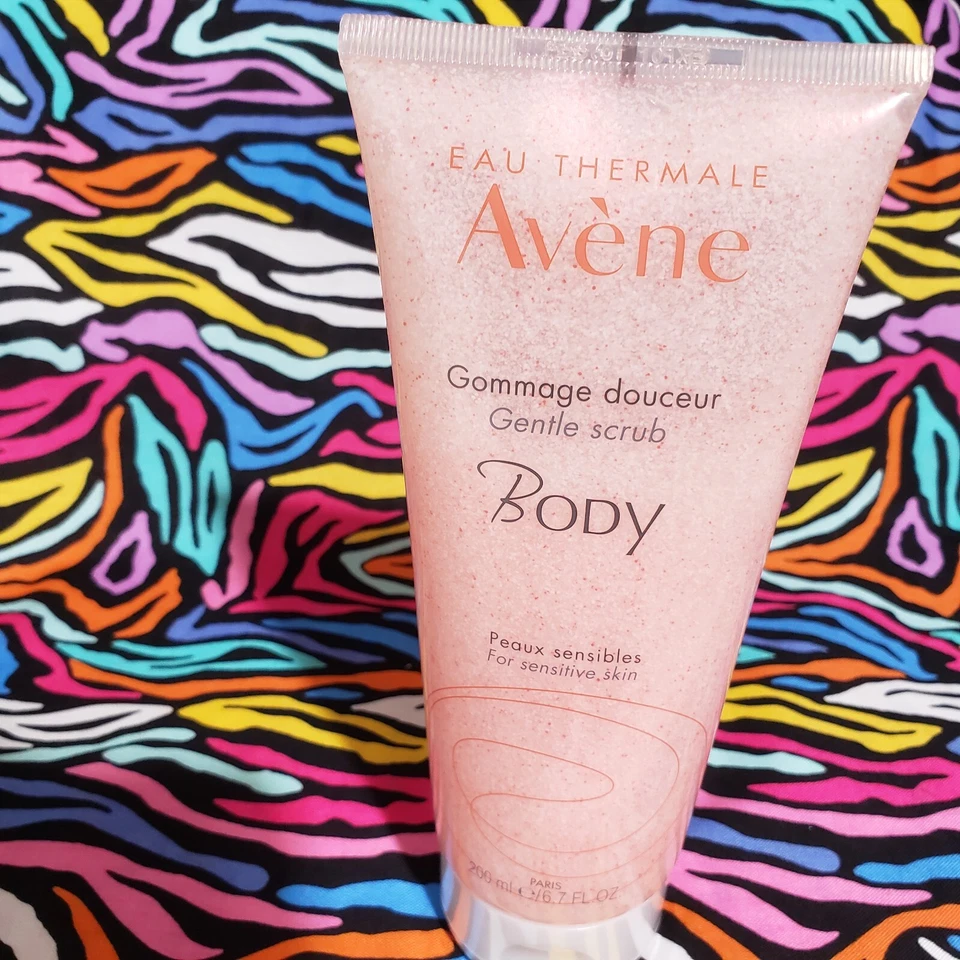 EAU THERMALE
Avène
Gommage douceur
Gentle scrub
BODY
Peaux sensibles
For sensitive skin
PARIS
200 ml ℮/6.7 FL.OZ